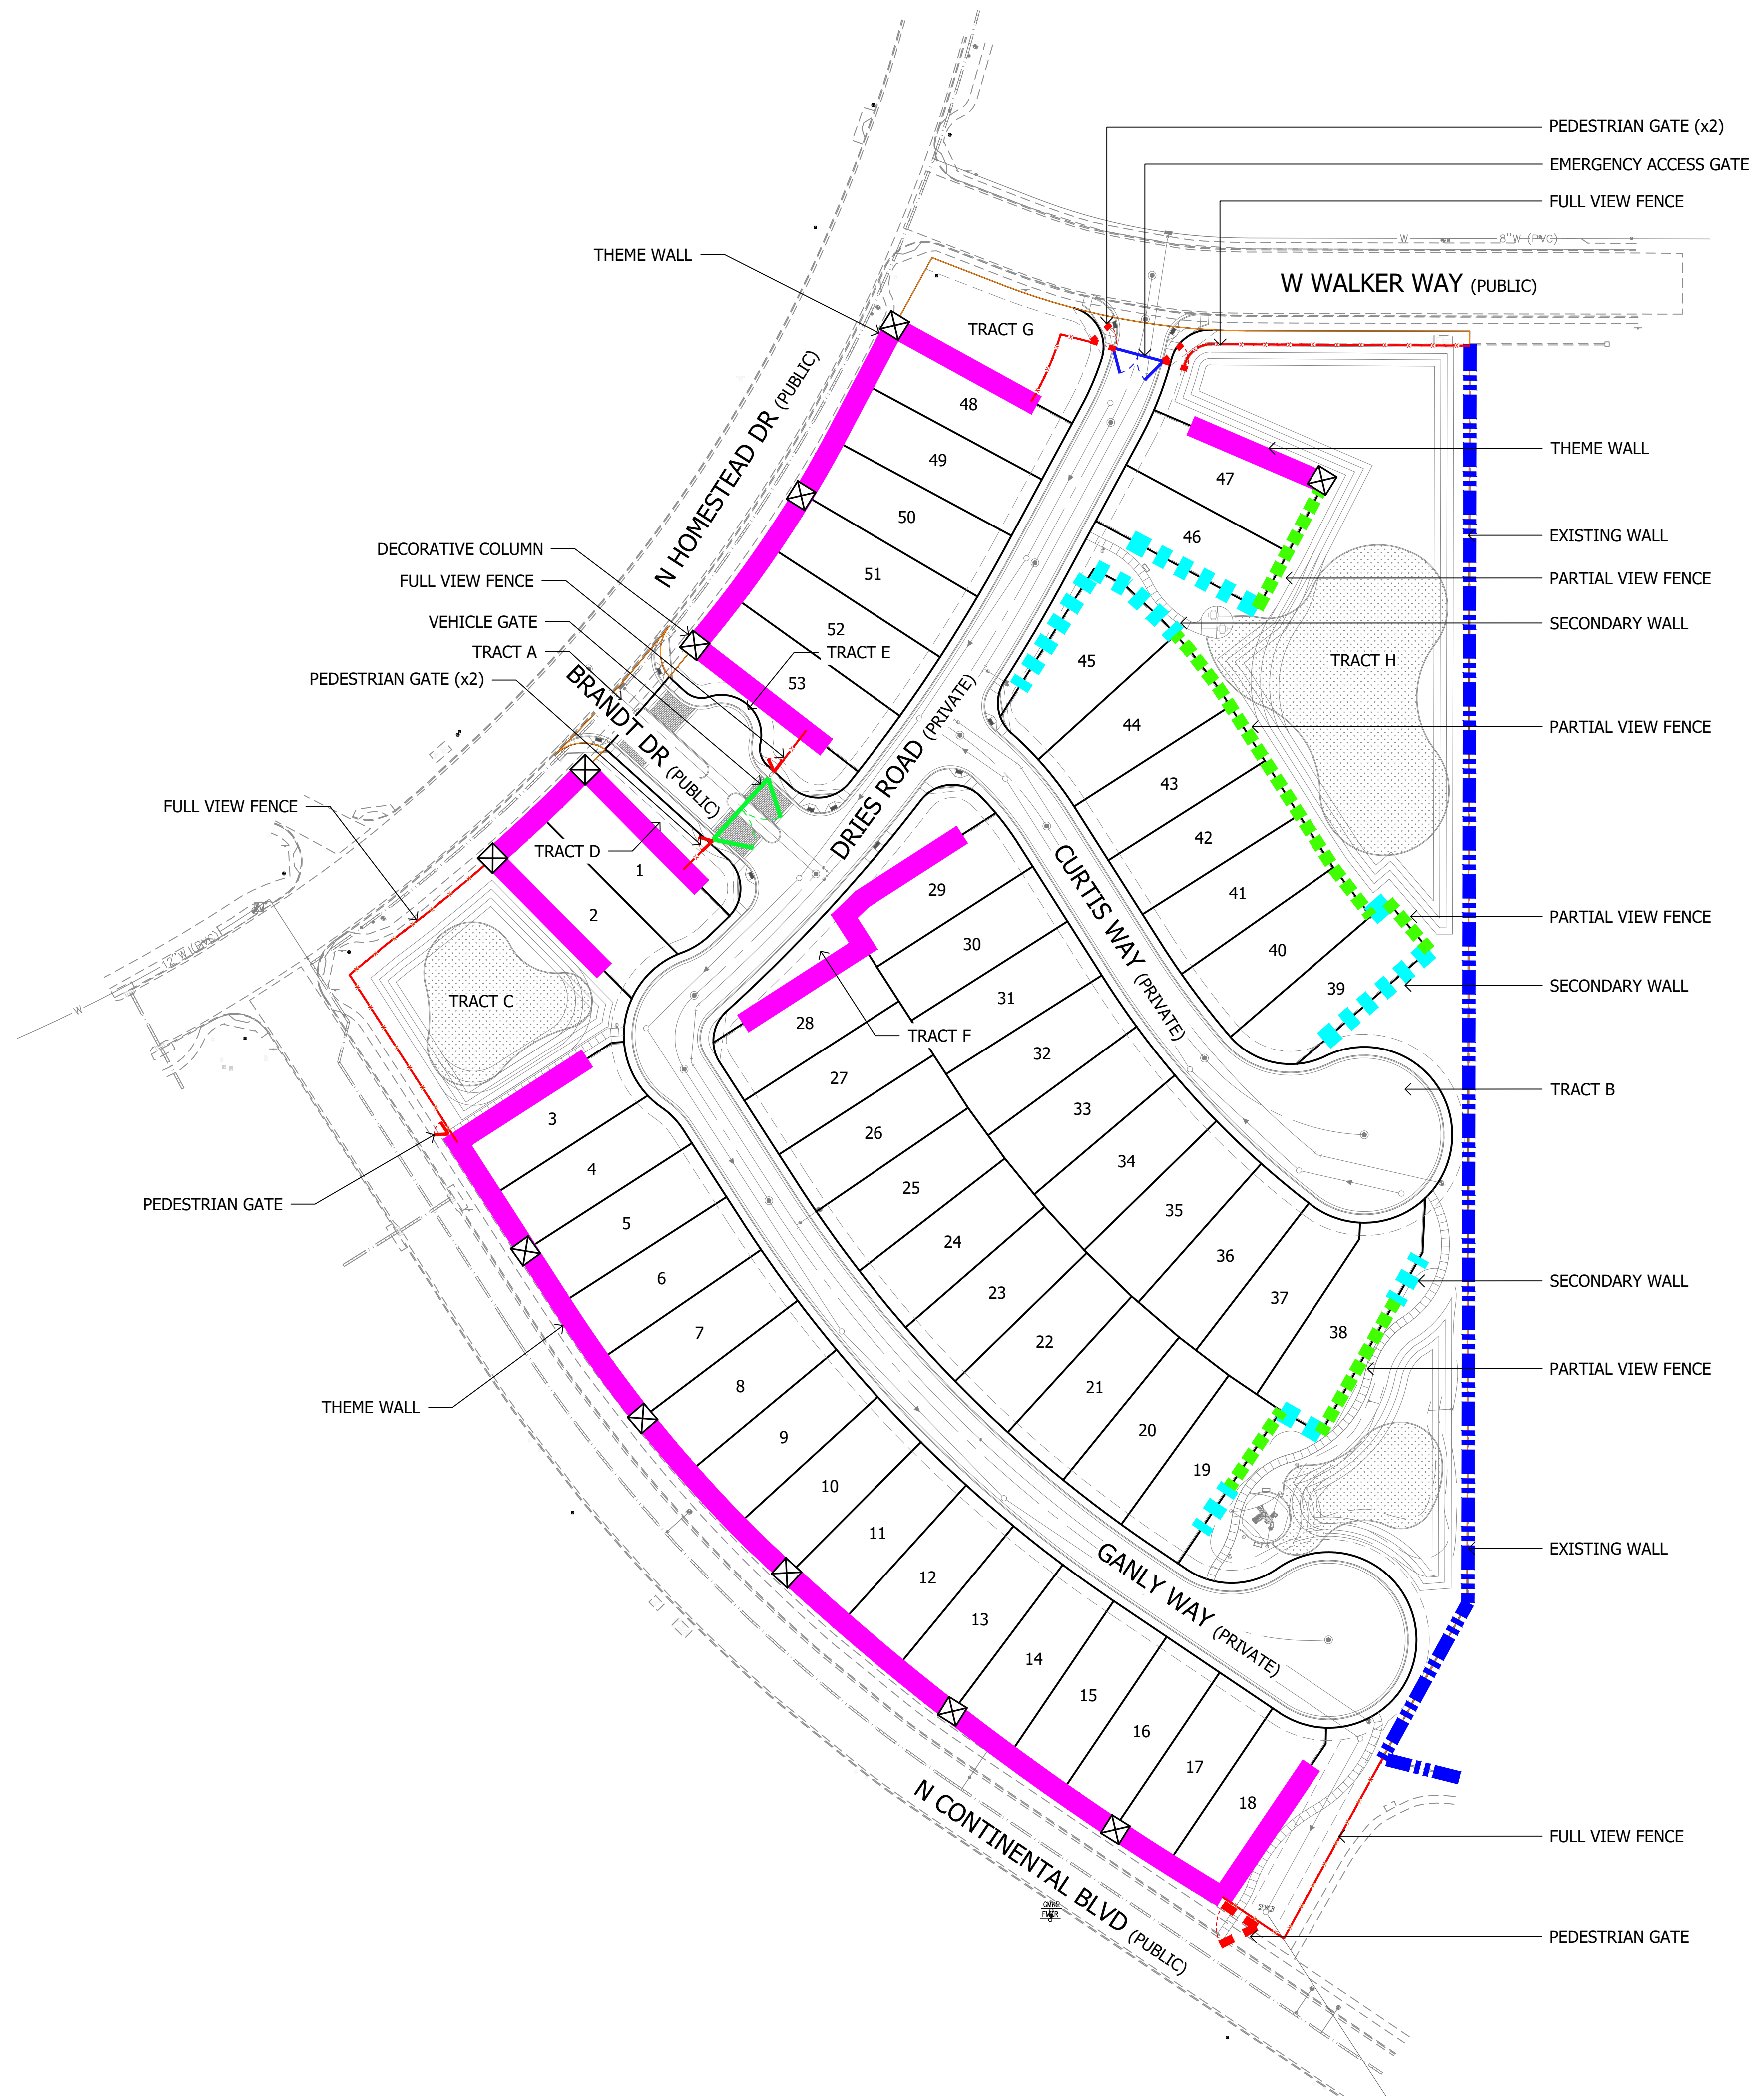 PEDESTRIAN GATE (x2)
EMERGENCY ACCESS GATE
FULL VIEW FENCE
W
8"W (PVC)
THEME WALL
W WALKER WAY (PUBLIC)
TRACT G
N HOMESTEAD DR (PUBLIC)
48
THEME WALL
49
47
50
EXISTING WALL
46
DECORATIVE COLUMN
51
PARTIAL VIEW FENCE
FULL VIEW FENCE
VEHICLE GATE
52
SECONDARY WALL
TRACT A
TRACT E
45
TRACT H
PEDESTRIAN GATE (x2)
53
BRANDT DR (PUBLIC)
DRIES ROAD (PRIVATE)
44
PARTIAL VIEW FENCE
43
FULL VIEW FENCE
42
TRACT D
1
29
CURTIS WAY (PRIVATE)
41
2
PARTIAL VIEW FENCE
30
40
12"W (PVC)
W
TRACT C
31
39
SECONDARY WALL
28
TRACT F
32
27
TRACT B
3
33
26
4
34
PEDESTRIAN GATE
25
35
5
24
36
6
23
37
SECONDARY WALL
7
22
38
PARTIAL VIEW FENCE
8
21
THEME WALL
9
20
10
19
11
GANLY WAY (PRIVATE)
EXISTING WALL
12
13
14
15
16
17
18
N CONTINENTAL BLVD (PUBLIC)
FULL VIEW FENCE
SEWER
PEDESTRIAN GATE